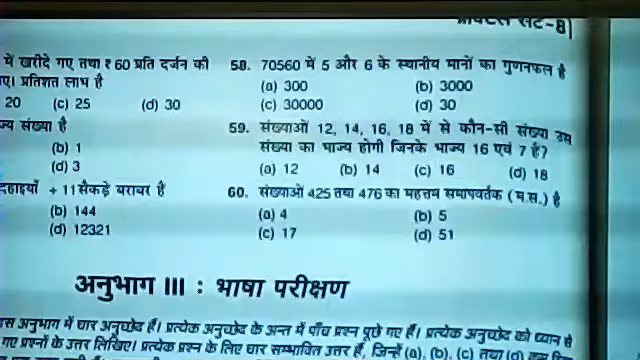 प्रैक्टिस सेट-8
में खरीदे गए तथा ₹ 60 प्रति दर्जन की
गए। प्रतिशत लाभ है
20 (c) 25 (d) 30
संख्या है
(b) 1
(d) 3
दहाइयाँ + 11 सैकड़े बराबर है
(b) 144
(d) 12321
58. 70560 में 5 और 6 के स्थानीय मानों का गुणनफल है
(a) 300 (b) 3000
(c) 30000 (d) 30
59. संख्याओं 12, 14, 16, 18 में से कौन-सी संख्या उस
संख्या का भाज्य होगी जिनके भाज्य 16 एवं 7 हैं?
(a) 12 (b) 14 (c) 16 (d) 18
60. संख्याओं 425 तथा 476 का महत्तम समापवर्तक (म.स.) है
(a) 4 (b) 5
(c) 17 (d) 51
अनुभाग III : भाषा परीक्षण
इस अनुभाग में चार अनुच्छेद हैं। प्रत्येक अनुच्छेद के अन्त में पाँच प्रश्न पूछे गए हैं। प्रत्येक अनुच्छेद को ध्यान से
गए प्रश्नों के उत्तर लिखिए। प्रत्येक प्रश्न के लिए चार सम्भावित उत्तर हैं, जिन्हें (a), (b), (c) तथा (d) क्रम दिया